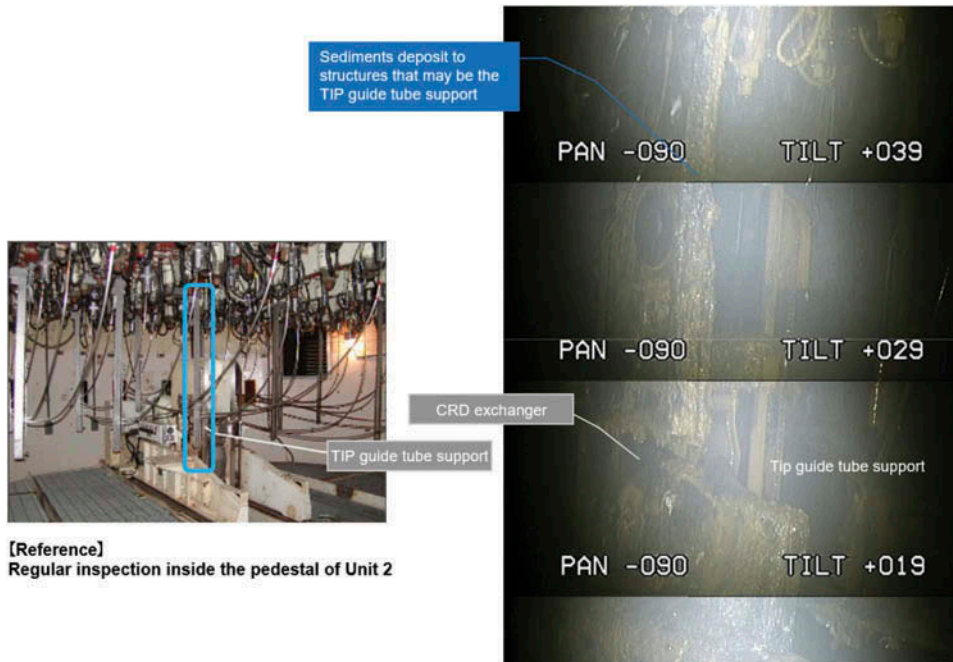 Sediments deposit to
structures that may be the
TIP guide tube support
PAN -090 TILT +039
PAN -090 TILT +029
CRD exchanger
TIP guide tube support
Tip guide tube support
PAN -090 TILT +019
【Reference】
Regular inspection inside the pedestal of Unit 2